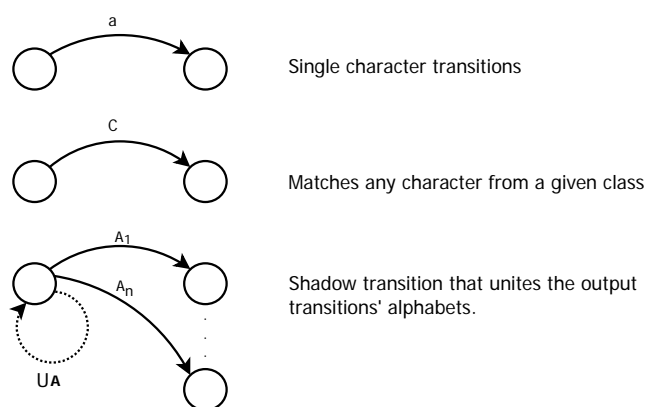 a
Single character transitions
C
Matches any character from a given class
A1
An
Shadow transition that unites the output
transitions' alphabets.
UA